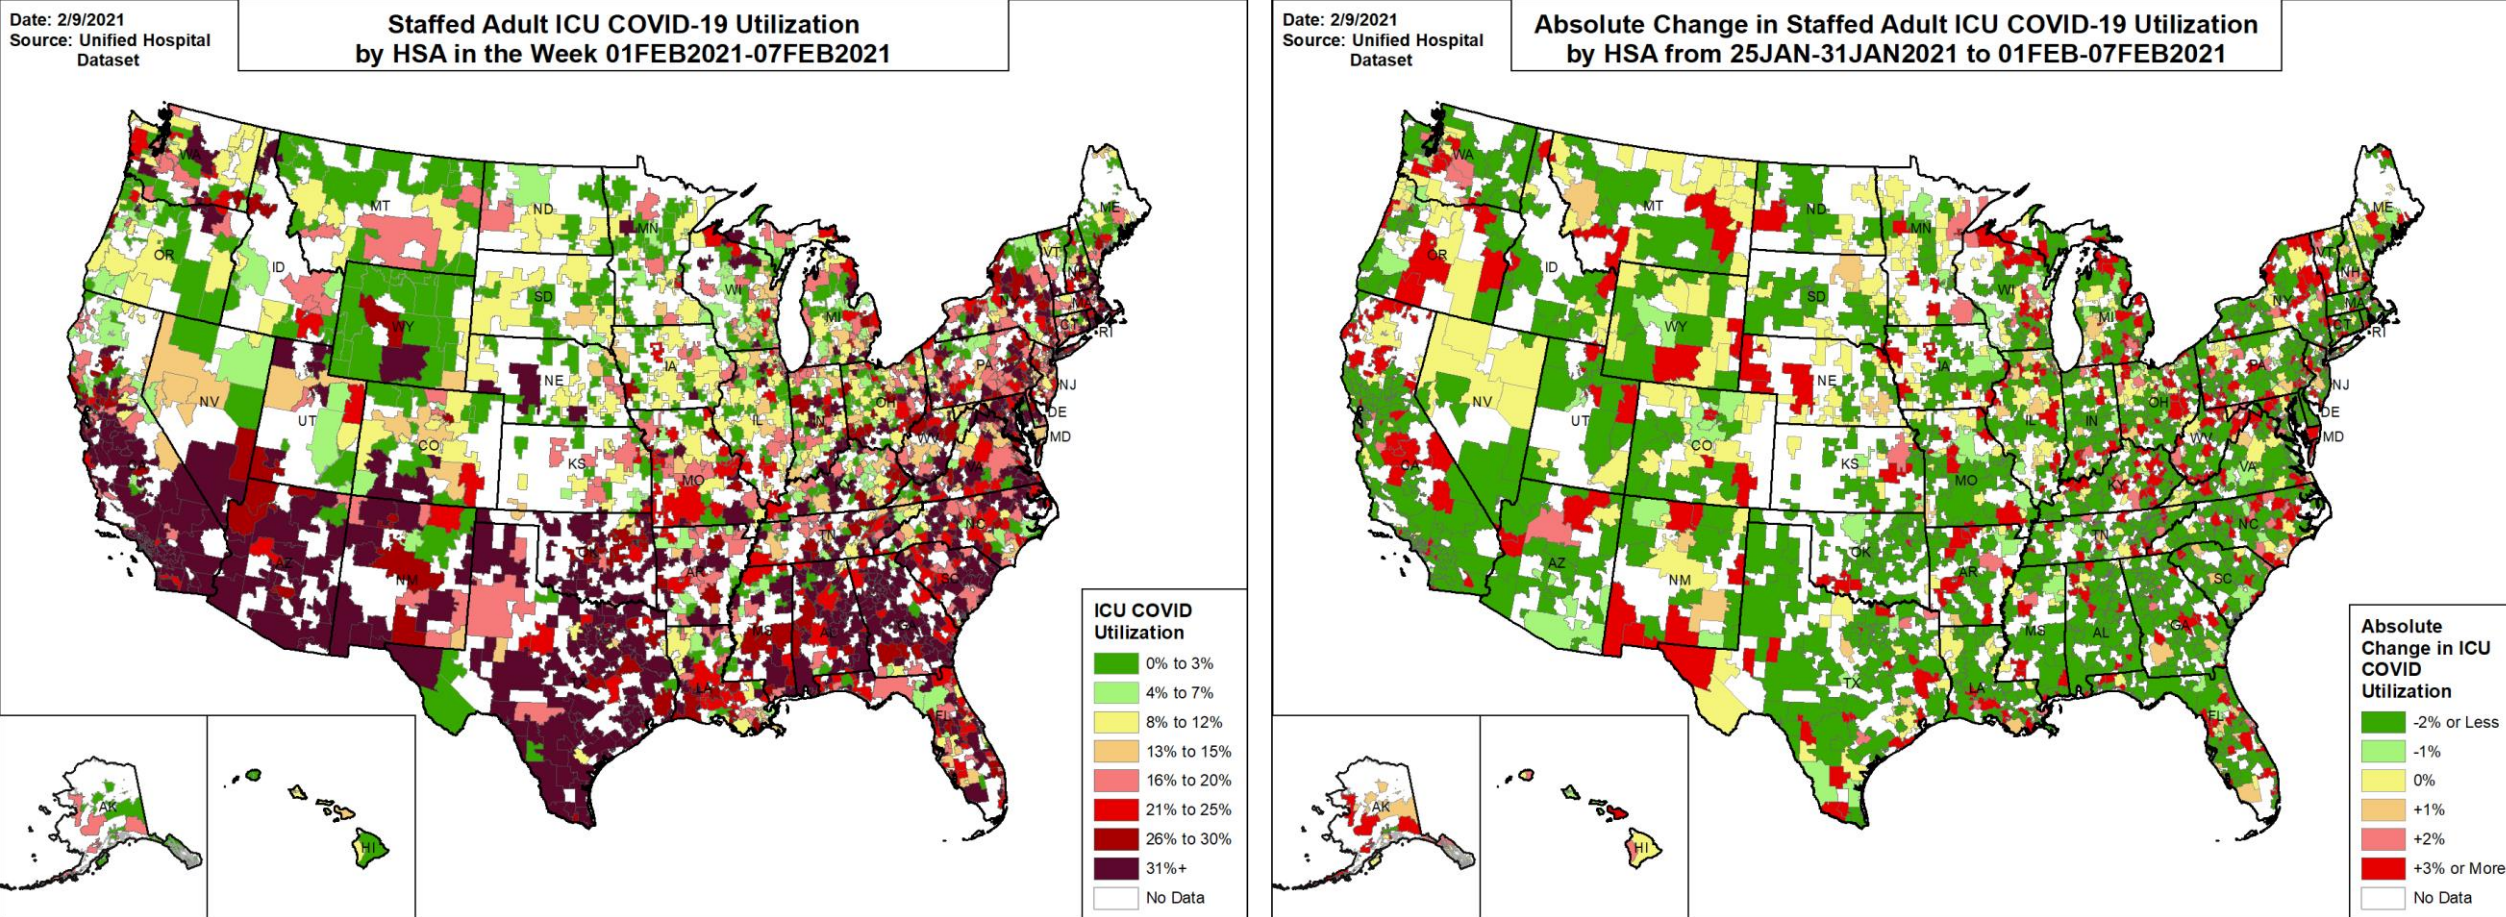 Date: 2/9/2021
Source: Unified Hospital
Dataset
Staffed Adult ICU COVID-19 Utilization
by HSA in the Week 01FEB2021-07FEB2021
WA
MT
ND
MN
ME
OR
ID
SD
WI
VT
NH
NY
MA
CT
RI
WY
MI
IA
PA
NE
NJ
NV
OH
DE
UT
CO
IL
IN
WV
MD
KS
MO
VA
CA
NC
TN
OK
AZ
NM
AR
SC
MS
AL
GA
TX
LA
FL
AK
HI
ICU COVID
Utilization
0% to 3%
4% to 7%
8% to 12%
13% to 15%
16% to 20%
21% to 25%
26% to 30%
31%+
No Data
Date: 2/9/2021
Source: Unified Hospital
Dataset
Absolute Change in Staffed Adult ICU COVID-19 Utilization
by HSA from 25JAN-31JAN2021 to 01FEB-07FEB2021
WA
MT
ND
MN
ME
OR
ID
SD
WI
VT
NH
NY
MA
CT
RI
WY
MI
IA
PA
NE
NJ
NV
OH
DE
UT
CO
IL
IN
WV
MD
KS
MO
VA
CA
KY
NC
TN
OK
AZ
NM
AR
SC
MS
AL
GA
TX
LA
FL
AK
HI
Absolute
Change in ICU
COVID
Utilization
-2% or Less
-1%
0%
+1%
+2%
+3% or More
No Data